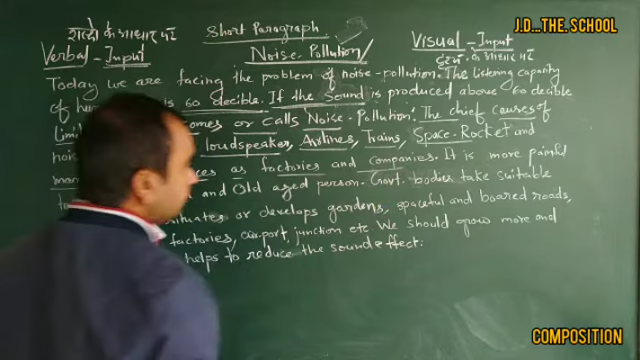 J.D...THE. SCHOOL
शब्दों के आधार पर
Short Paragraph
Verbal - Input
Noise - Pollution
Visual - Input
दृश्य के आधार पर
Today we are facing the problem of noise-pollution. The listening capacity
of is 60 decible. If the Sound is produced above 60 decible
limit comes or calls Noise - Pollution. The chief causes of
loudspeaker, Airlines, Trains, Space-Rocket and
as factories and companies. It is more painful
and Old aged person. Govt. bodies take suitable
or develops gardens, spaceful and boared roads,
factories, airport, junction etc. We should grow more and
helps to reduce the sound effect.
COMPOSITION